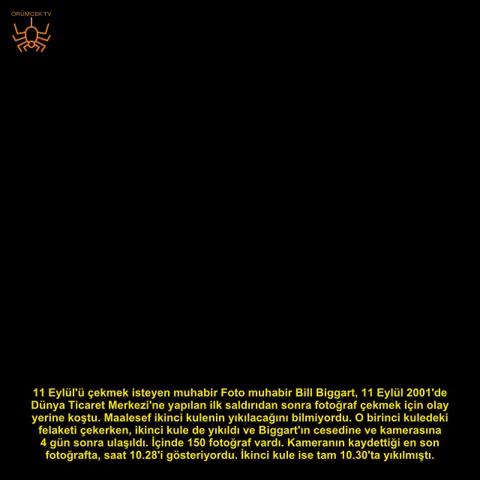 ÖRÜMCEK TV
11 Eylül'ü çekmek isteyen muhabir Foto muhabir Bill Biggart, 11 Eylül 2001'de
Dünya Ticaret Merkezi'ne yapılan ilk saldırıdan sonra fotoğraf çekmek için olay
yerine koştu. Maalesef ikinci kulenin yıkılacağını bilmiyordu. O birinci kuledeki
felaketi çekerken, ikinci kule de yıkıldı ve Biggart'ın cesedine ve kamerasına
4 gün sonra ulaşıldı. İçinde 150 fotoğraf vardı. Kameranın kaydettiği en son
fotoğrafta, saat 10.28'i gösteriyordu. İkinci kule ise tam 10.30'ta yıkılmıştı.